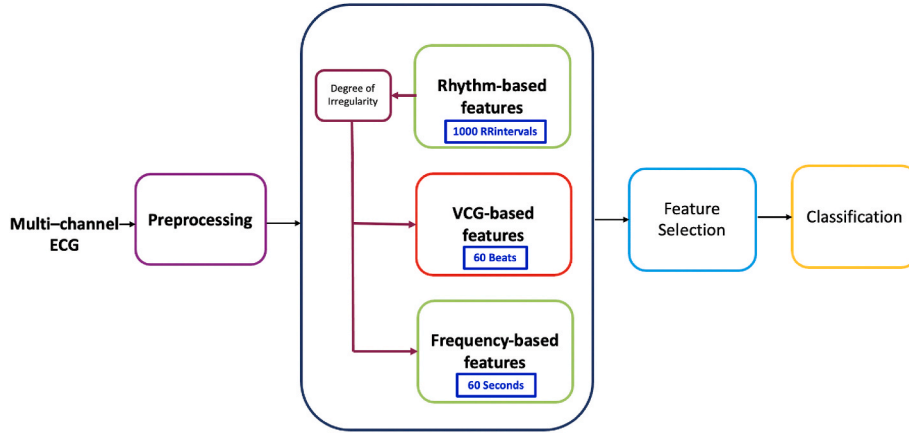 Multi–channel
ECG
Preprocessing
Degree of
Irregularity
Rhythm-based
features
1000 RRintervals
VCG-based
features
60 Beats
Frequency-based
features
60 Seconds
Feature
Selection
Classification